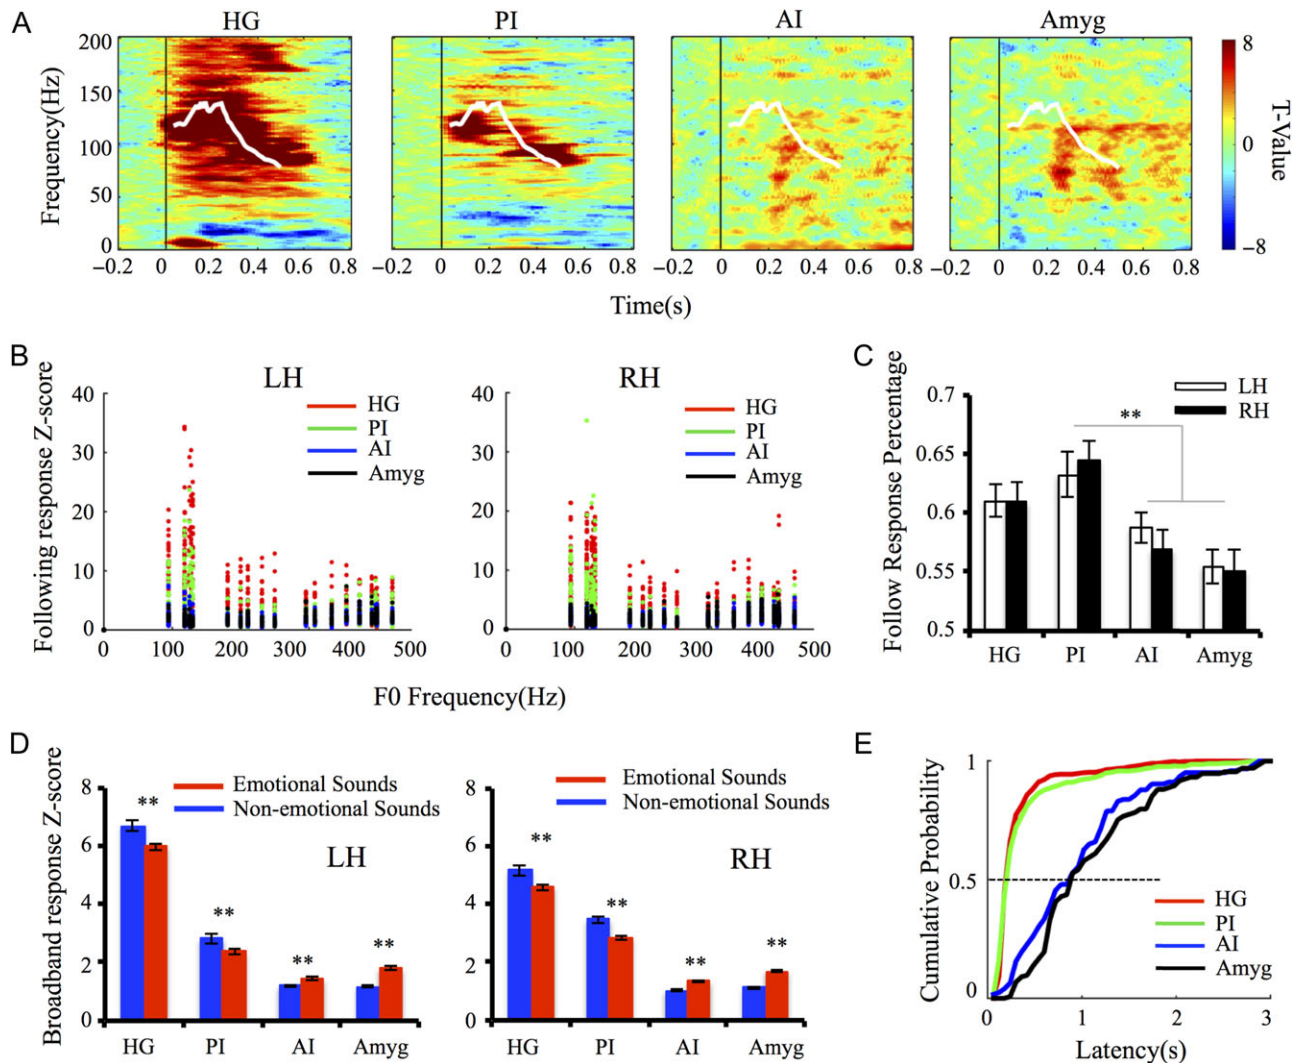 A
HG
PI
AI
Amyg
200
150
100
50
0
Frequency(Hz)
−0.2 0 0.2 0.4 0.6 0.8
−0.2 0 0.2 0.4 0.6 0.8
−0.2 0 0.2 0.4 0.6 0.8
−0.2 0 0.2 0.4 0.6 0.8
Time(s)
8
0
−8
T-Value
B
Following response Z-score
LH
HG
PI
AI
Amyg
40
30
20
10
0
0 100 200 300 400 500
RH
HG
PI
AI
Amyg
40
30
20
10
0
0 100 200 300 400 500
F0 Frequency(Hz)
C
Follow Response Percentage
0.7
0.65
0.6
0.55
0.5
LH
RH
**
HG PI AI Amyg
D
Broadband response Z-score
8
6
4
2
0
Emotional Sounds
Non-emotional Sounds
LH
** ** ** **
HG PI AI Amyg
8
6
4
2
0
Emotional Sounds
Non-emotional Sounds
RH
** ** ** **
HG PI AI Amyg
E
Cumulative Probability
1
0.5
0
HG
PI
AI
Amyg
0 1 2 3
Latency(s)